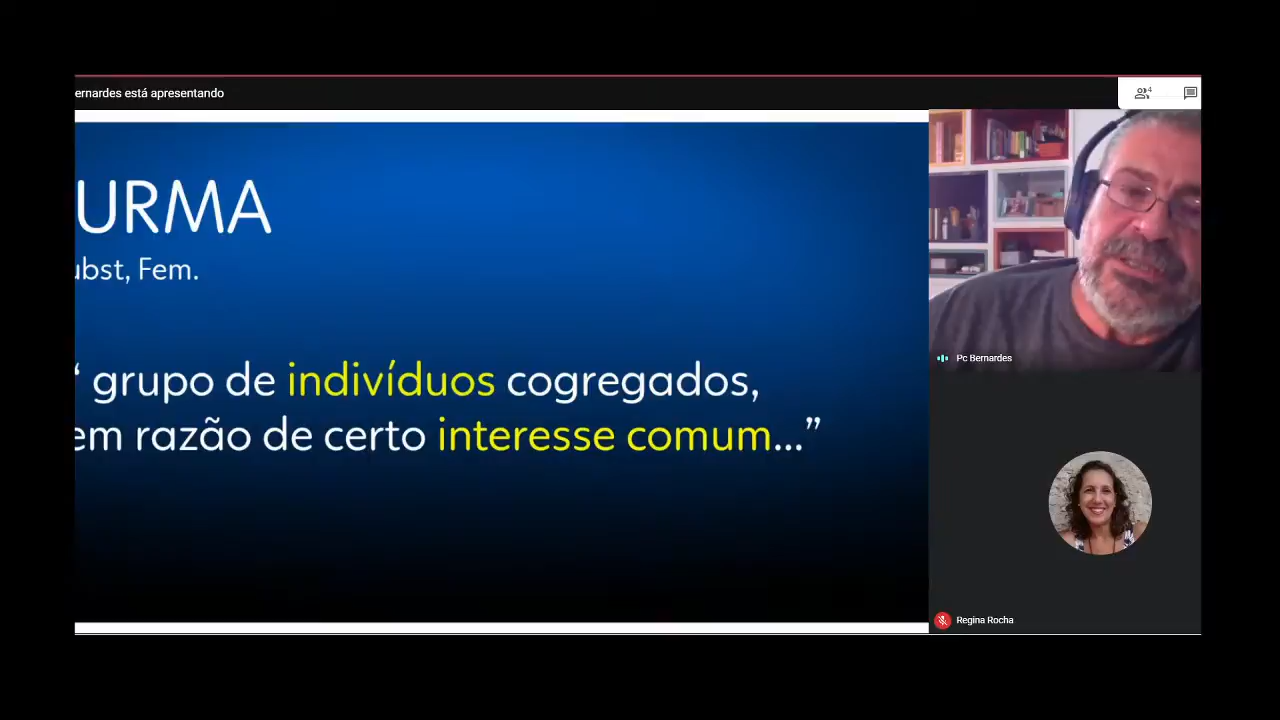 ernardes está apresentando
4
URMA
ubst, Fem.
“ grupo de indivíduos cogregados,
em razão de certo interesse comum...”
Pc Bernardes
Regina Rocha